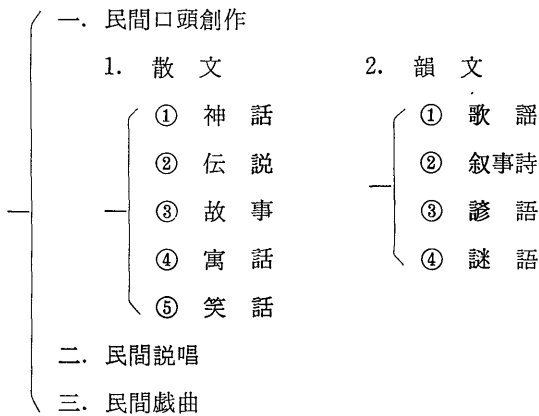 一. 民間口頭創作
1. 散文
① 神話
② 伝説
③ 故事
④ 寓話
⑤ 笑話
2. 韻文
① 歌謡
② 叙事詩
③ 諺語
④ 謎語
二. 民間説唱
三. 民間戯曲